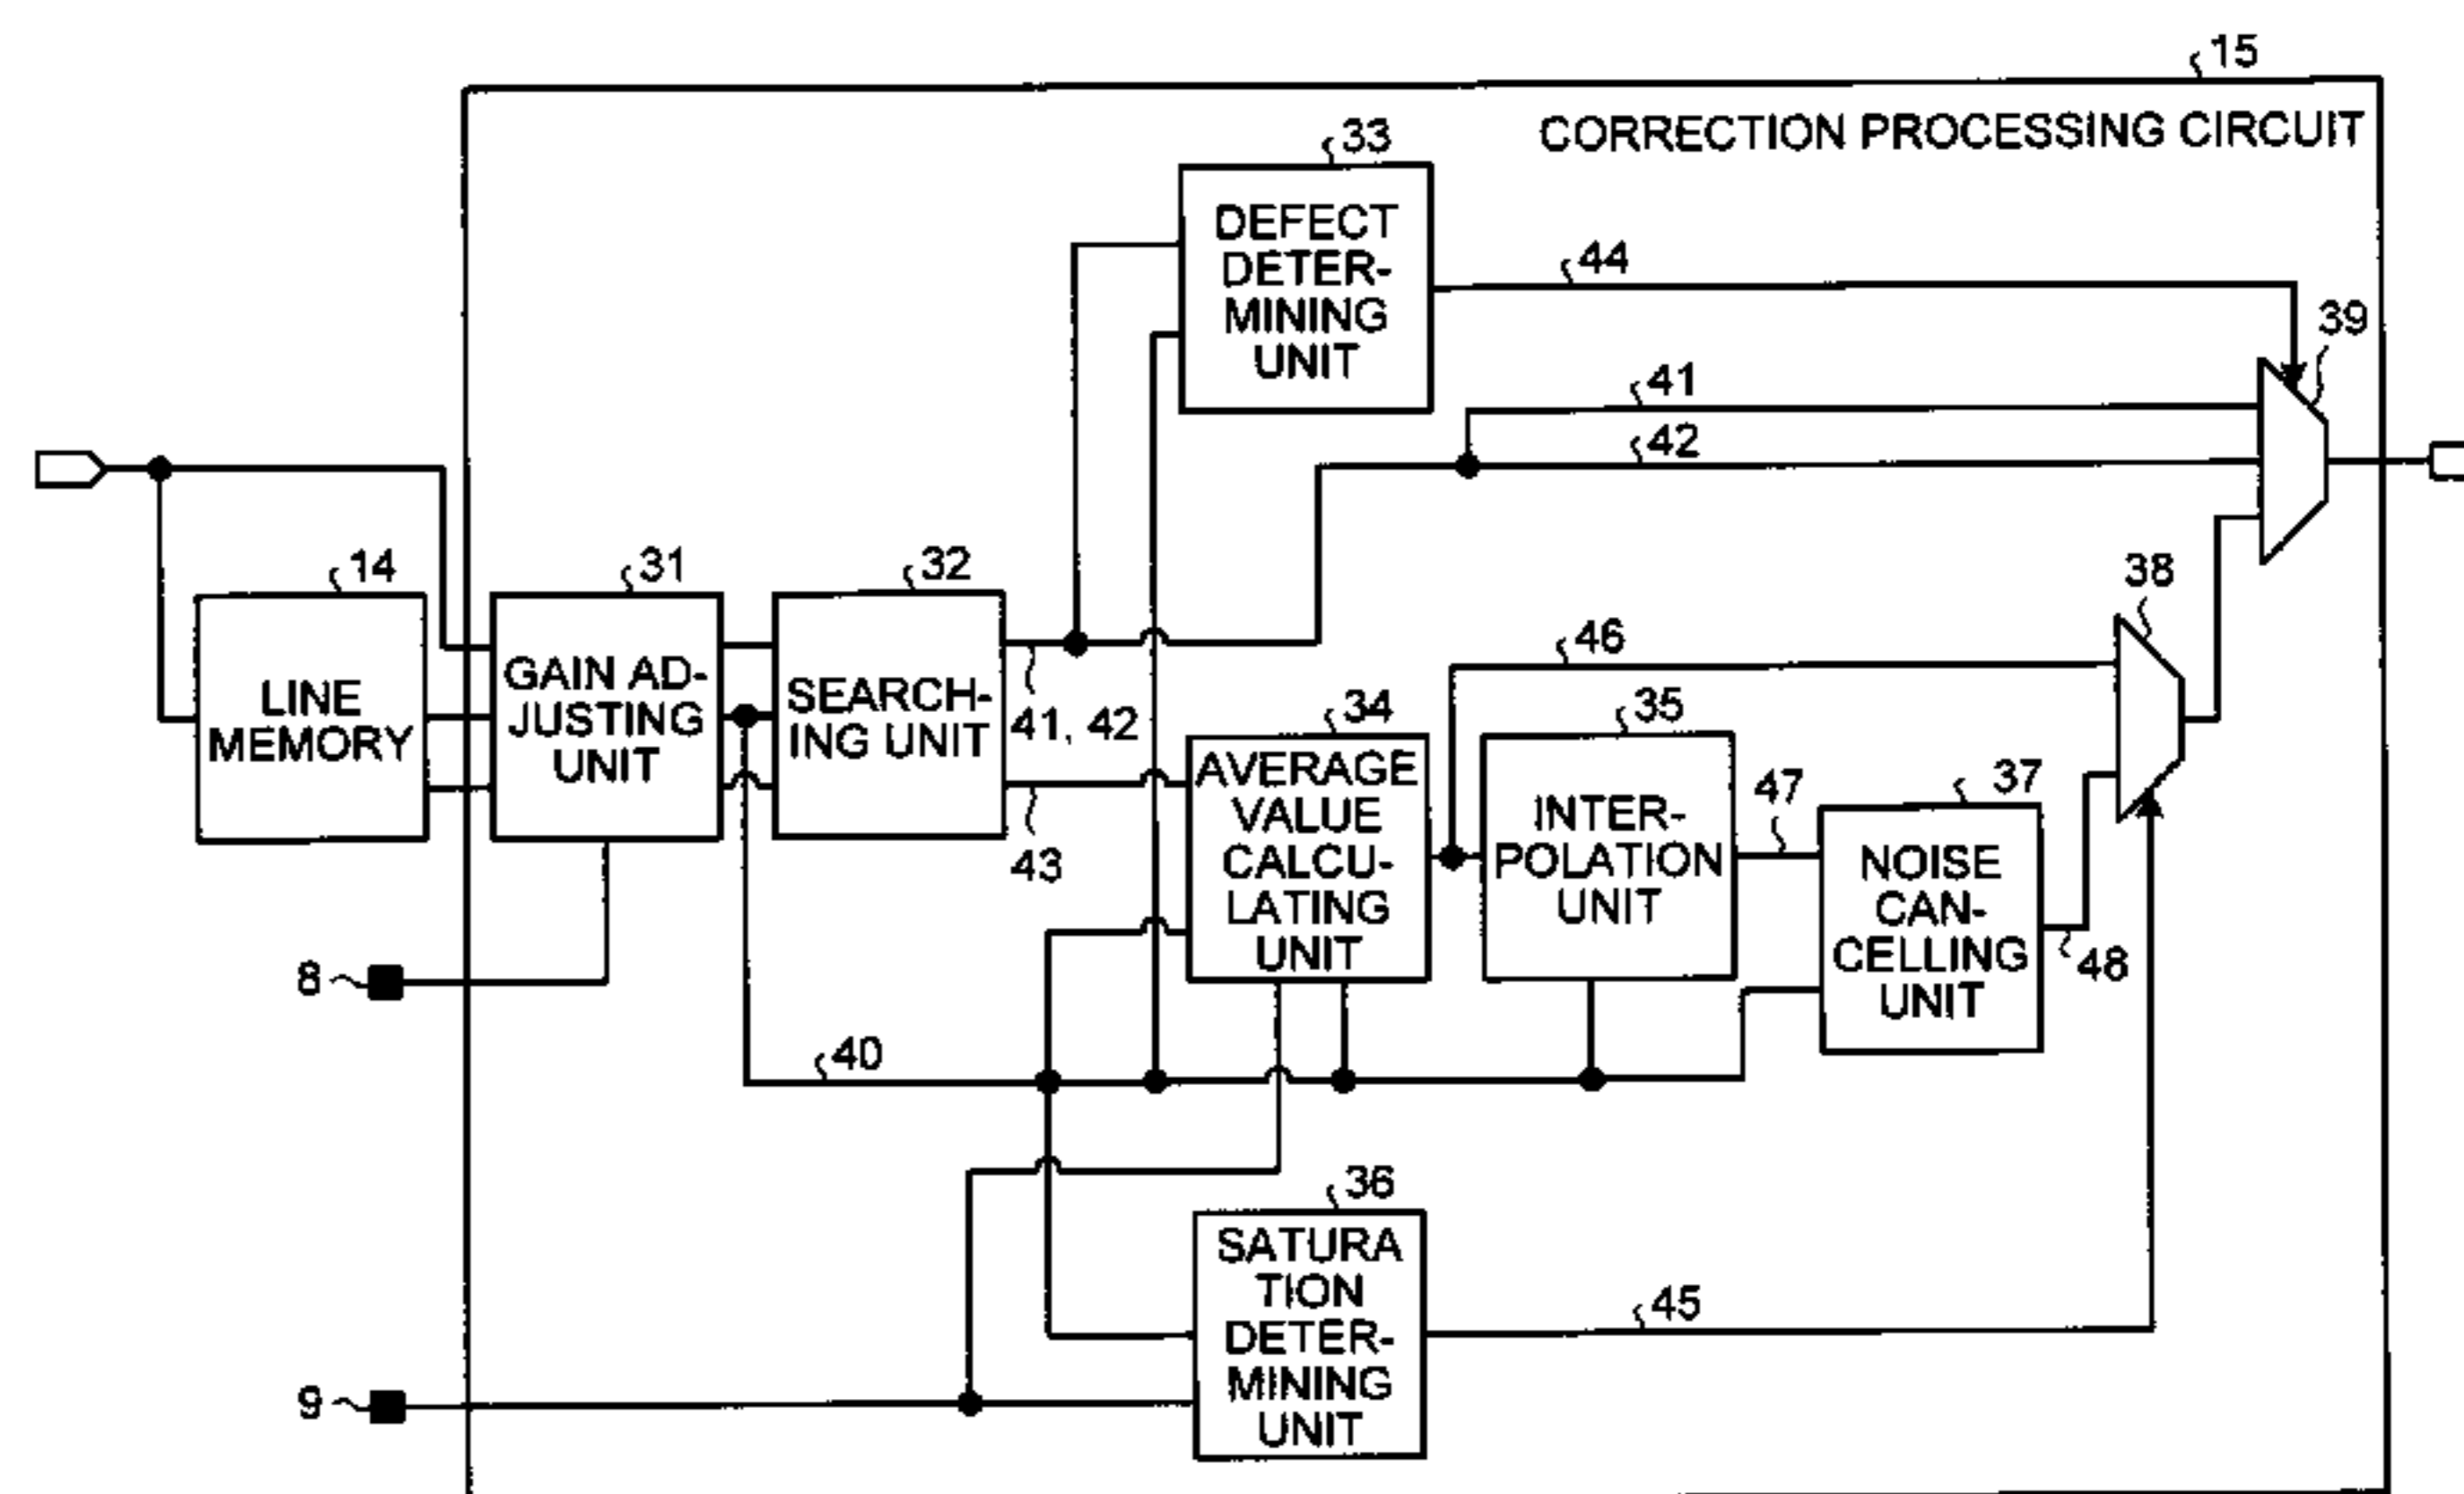 15
CORRECTION PROCESSING CIRCUIT
33
DEFECT
DETER-
MINING
UNIT
44
39
41
42
14
LINE
MEMORY
31
GAIN AD-
JUSTING
UNIT
32
SEARCH-
ING UNIT
41, 42
43
38
46
34
AVERAGE
VALUE
CALCU-
LATING
UNIT
35
INTER-
POLATION
UNIT
47
37
NOISE
CAN-
CELLING
UNIT
48
8
40
36
SATURA
TION
DETER-
MINING
UNIT
45
9